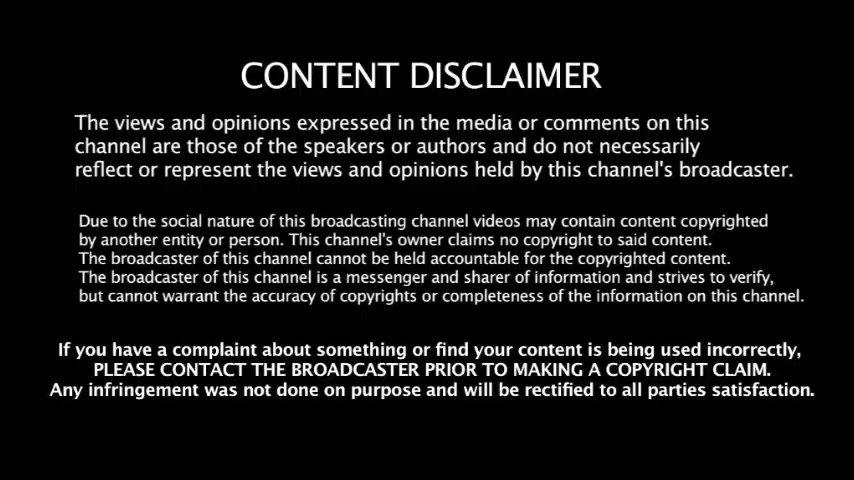 CONTENT DISCLAIMER
The views and opinions expressed in the media or comments on this
channel are those of the speakers or authors and do not necessarily
reflect or represent the views and opinions held by this channel's broadcaster.
Due to the social nature of this broadcasting channel videos may contain content copyrighted
by another entity or person. This channel's owner claims no copyright to said content.
The broadcaster of this channel cannot be held accountable for the copyrighted content.
The broadcaster of this channel is a messenger and sharer of information and strives to verify,
but cannot warrant the accuracy of copyrights or completeness of the information on this channel.
If you have a complaint about something or find your content is being used incorrectly,
PLEASE CONTACT THE BROADCASTER PRIOR TO MAKING A COPYRIGHT CLAIM.
Any infringement was not done on purpose and will be rectified to all parties satisfaction.